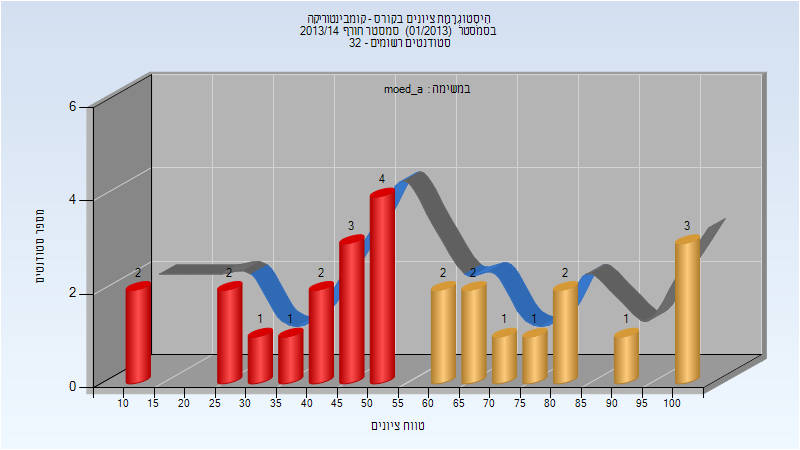 היסטוגרמת ציונים בקורס - קומבינטוריקה
בסמסטר (01/2013) סמסטר חורף 2013/14
סטודנטים רשומים - 32
במשימה : moed_a
מספר סטודנטים
6
4
2
0
2
2
1
1
2
3
4
2
2
1
1
2
1
3
10 15 20 25 30 35 40 45 50 55 60 65 70 75 80 85 90 95 100
טווח ציונים